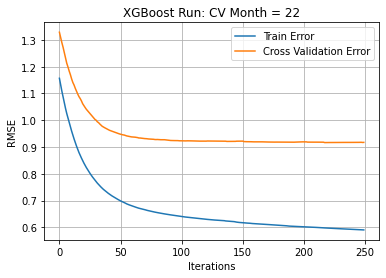 XGBoost Run: CV Month = 22
Train Error
Cross Validation Error
RMSE
1.3
1.2
1.1
1.0
0.9
0.8
0.7
0.6
0
50
100
150
200
250
Iterations